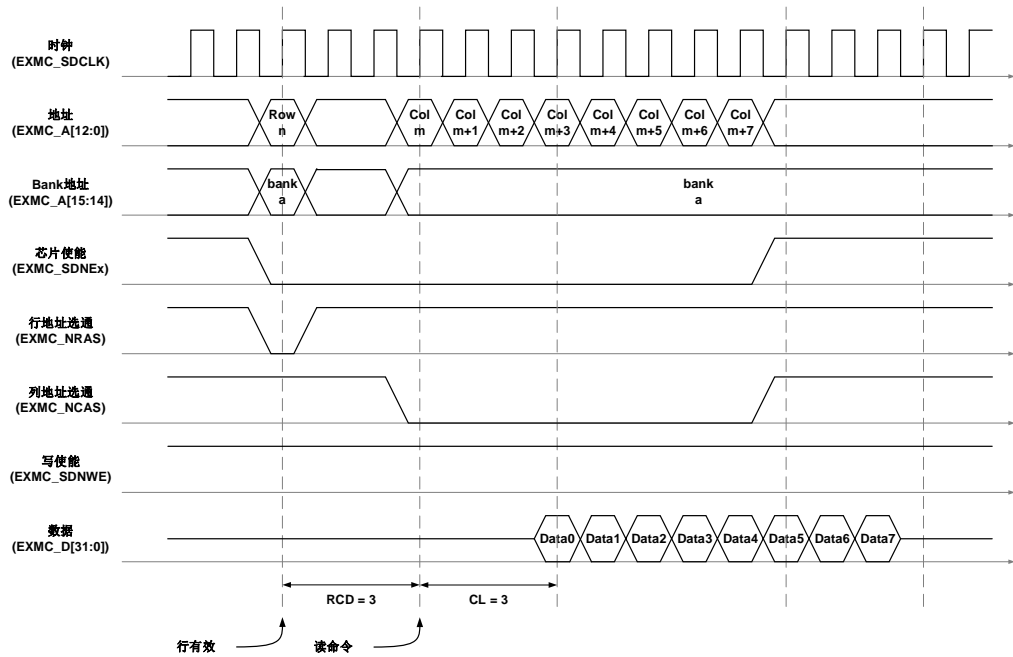 时钟
(EXMC_SDCLK)
地址
(EXMC_A[12:0])
Row
n
Col
m
Col
m+1
Col
m+2
Col
m+3
Col
m+4
Col
m+5
Col
m+6
Col
m+7
Bank地址
(EXMC_A[15:14])
bank
a
bank
a
芯片使能
(EXMC_SDNEx)
行地址选通
(EXMC_NRAS)
列地址选通
(EXMC_NCAS)
写使能
(EXMC_SDNWE)
数据
(EXMC_D[31:0])
Data0
Data1
Data2
Data3
Data4
Data5
Data6
Data7
RCD = 3
CL = 3
行有效
读命令